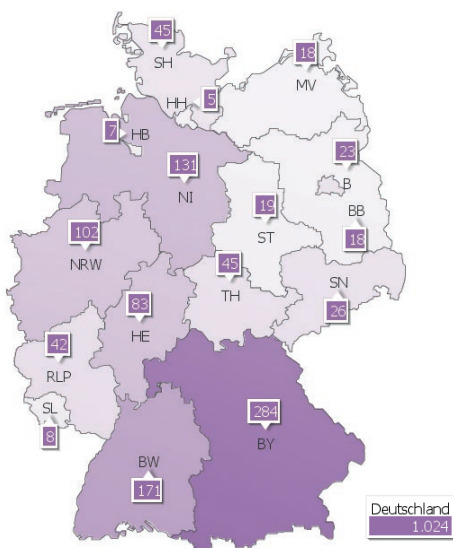 45
SH
18
MV
HH
5
7
HB
131
NI
23
B
BB
18
19
ST
102
NRW
45
TH
SN
26
83
HE
42
RLP
SL
8
284
BY
BW
171
Deutschland
1.024